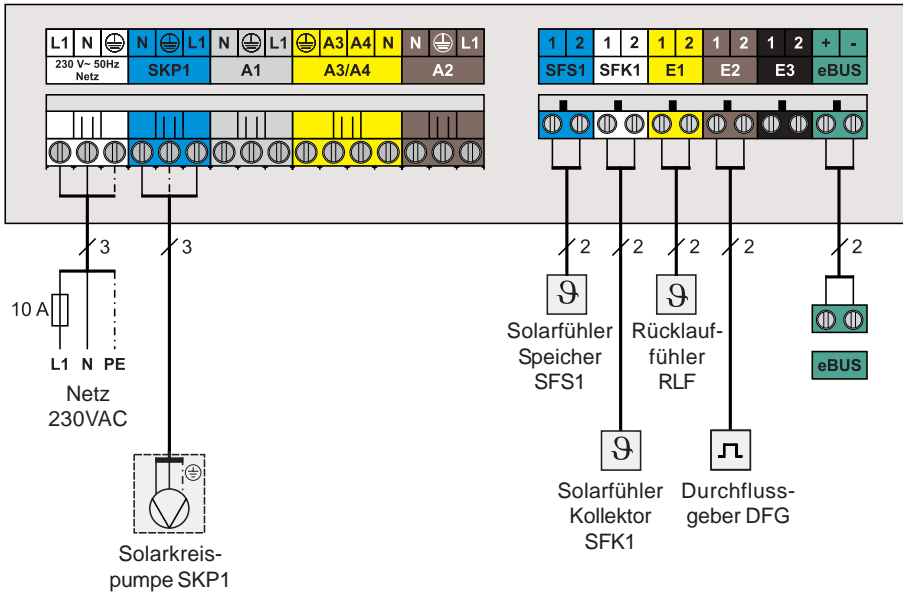 L1 N N L1 N L1 A3 A4 N N L1
230 V~ 50Hz
Netz
SKP1 A1 A3/A4 A2
1 2 1 2 1 2 1 2 1 2 + -
SFS1 SFK1 E1 E2 E3 eBUS
3 3 2 2 2 2 2
10 A
L1 N PE
Netz
230VAC
Solarkreis-
pumpe SKP1
ϑ
Solarfühler
Speicher
SFS1
ϑ
Rücklauf-
fühler
RLF
eBUS
ϑ
Solarfühler
Kollektor
SFK1
Durchfluss-
geber DFG